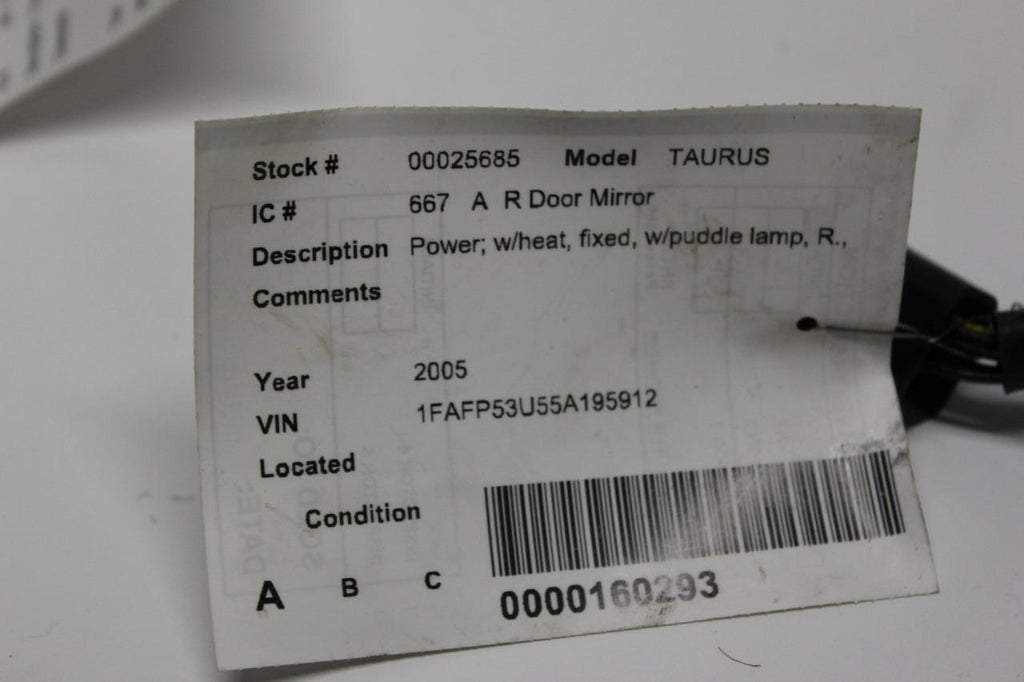 Stock # 00025685 Model TAURUS
IC # 667 A R Door Mirror
Description Power; w/heat, fixed, w/puddle lamp, R.,
Comments
Year 2005
VIN 1FAFP53U55A195912
Located
Condition
A B C
0000160293